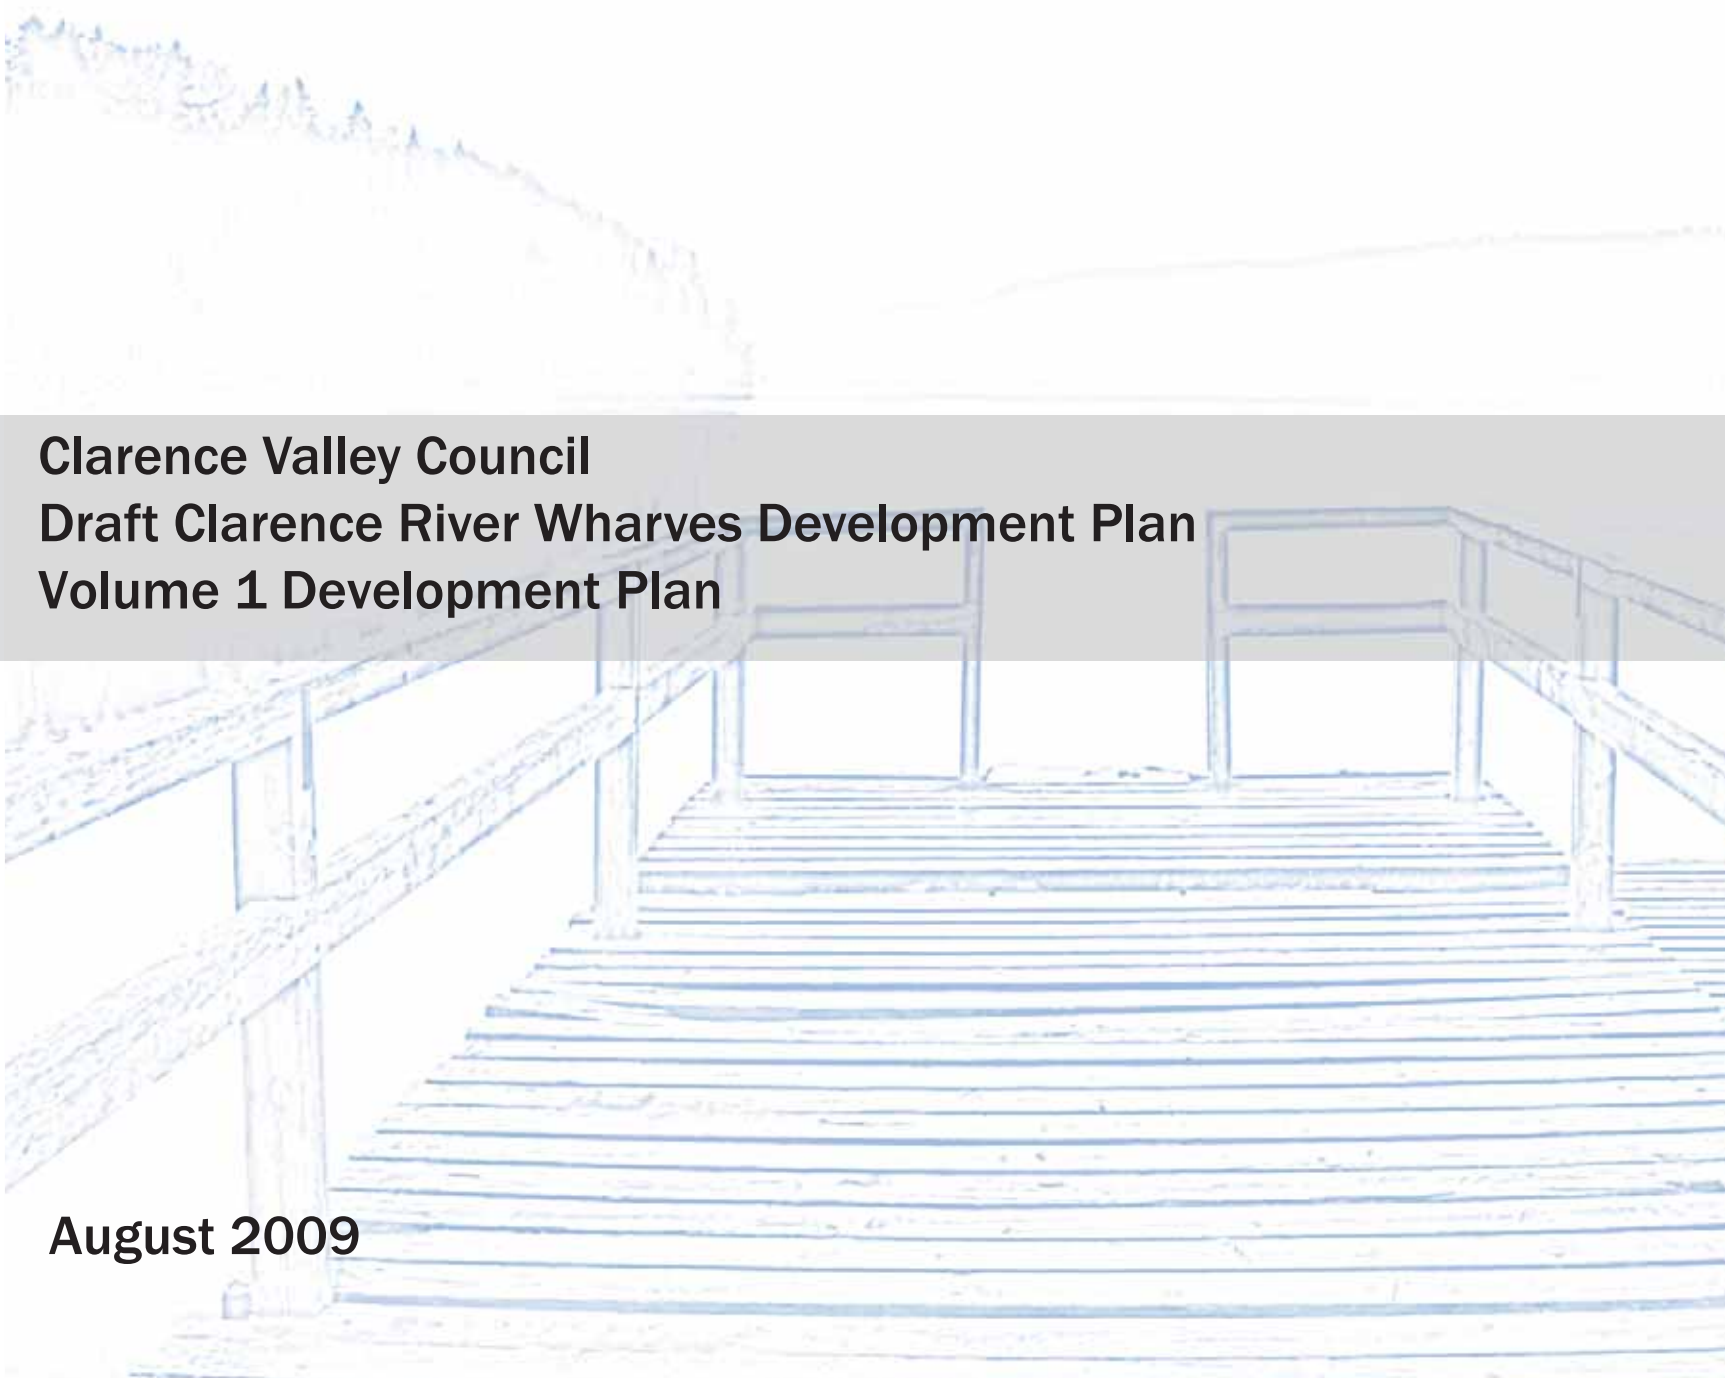 Clarence Valley Council
Draft Clarence River Wharves Development Plan
Volume 1 Development Plan
August 2009